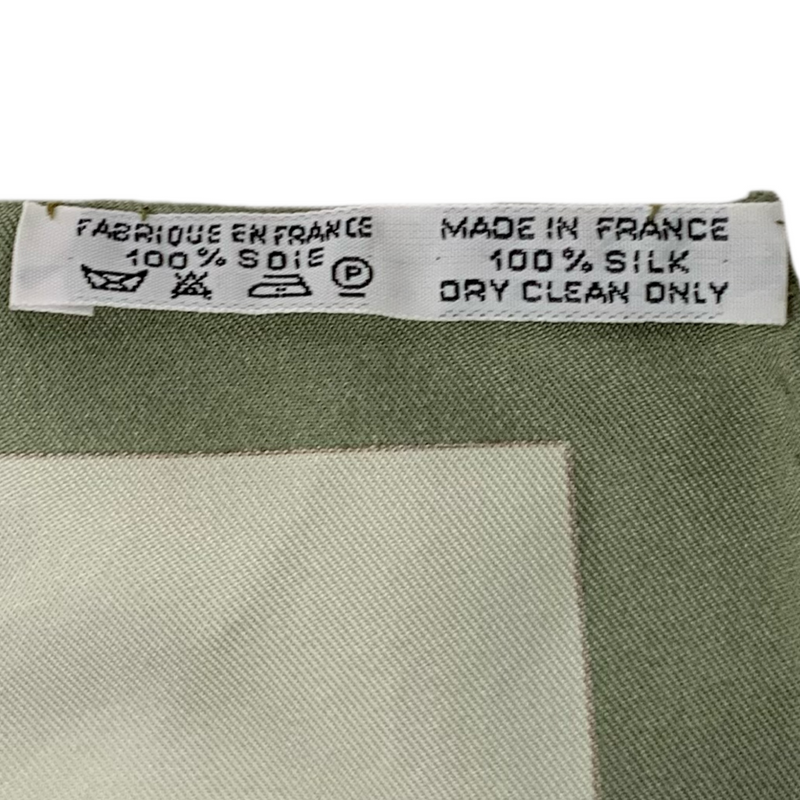 FABRIQUE EN FRANCE
100% SOIE
P
MADE IN FRANCE
100% SILK
DRY CLEAN ONLY